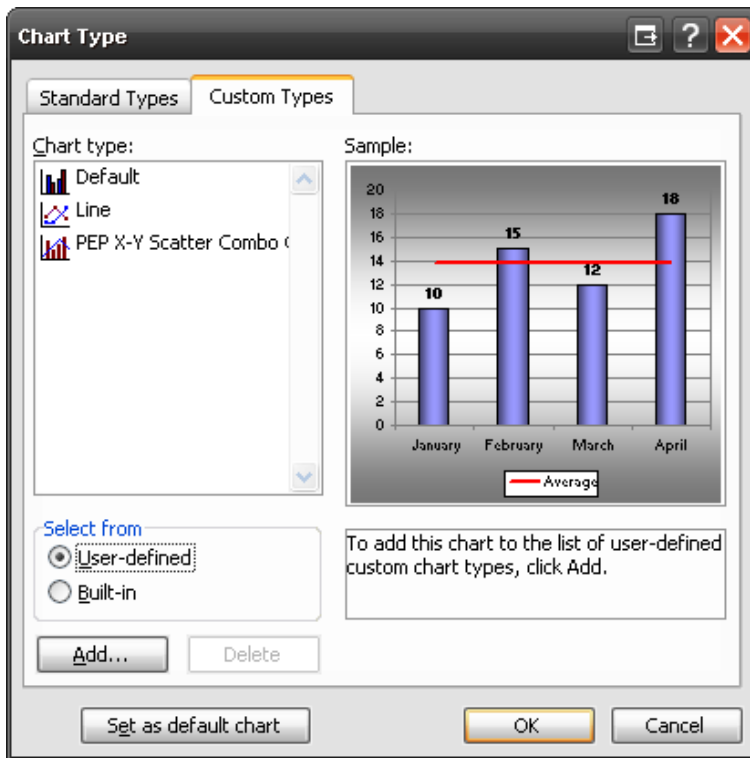 Chart Type
Standard Types
Custom Types
Chart type:
Default
Line
PEP X-Y Scatter Combo
Sample:
20
18
16
14
12
10
8
6
4
2
0
10
15
12
18
January
February
March
April
Average
Select from
User-defined
Built-in
To add this chart to the list of user-defined
custom chart types, click Add.
Add...
Delete
Set as default chart
OK
Cancel